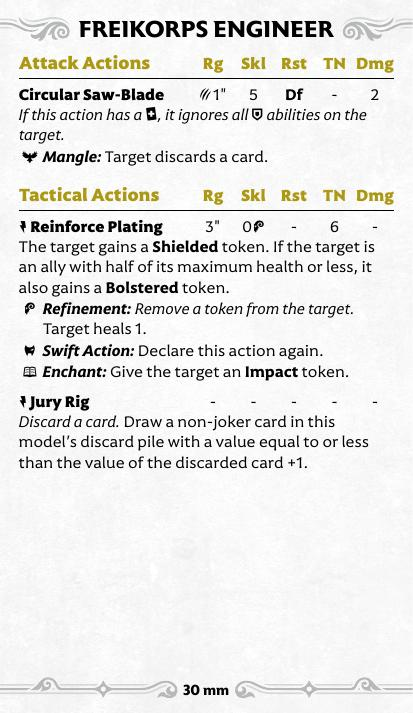 FREIKORPS ENGINEER
Attack Actions Rg Skl Rst TN Dmg
Circular Saw-Blade 1" 5 Df - 2
If this action has a , it ignores all abilities on the
target.
Mangle: Target discards a card.
Tactical Actions Rg Skl Rst TN Dmg
Reinforce Plating 3" 0 - 6 -
The target gains a Shielded token. If the target is
an ally with half of its maximum health or less, it
also gains a Bolstered token.
Refinement: Remove a token from the target.
Target heals 1.
Swift Action: Declare this action again.
Enchant: Give the target an Impact token.
Jury Rig - - - - -
Discard a card. Draw a non-joker card in this
model's discard pile with a value equal to or less
than the value of the discarded card +1.
30 mm